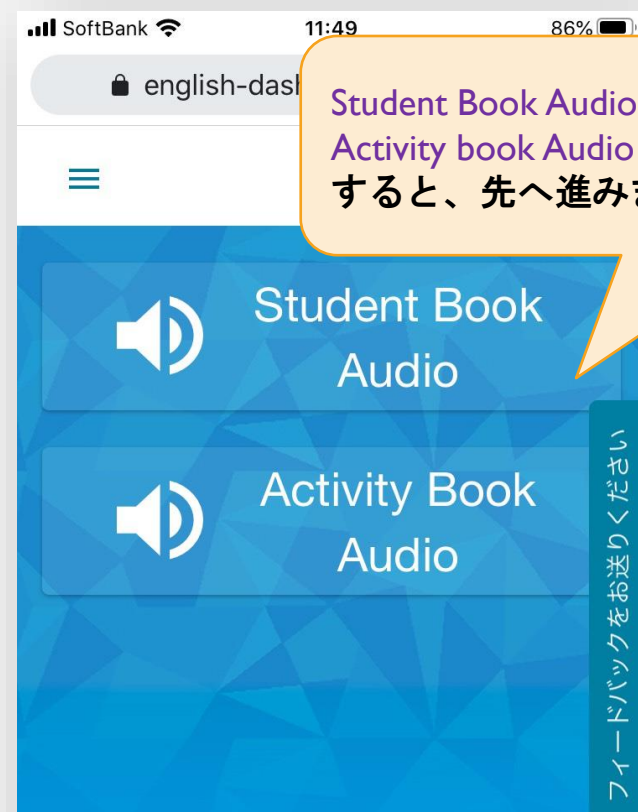 SoftBank 11:49 86%
english-das
Student Book Audio
Activity book Audio
すると、先へ進み
Student Book
Audio
Activity Book
Audio
フィードバックをお送りください